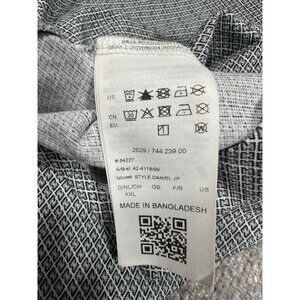 US
CN
EU
2529 / 744 299 00
# 84227
Artikel 42-4118/99
Modell STYLE DANIEL JP
D/NL/CH GB F/B US
XXL
MADE IN BANGLADESH